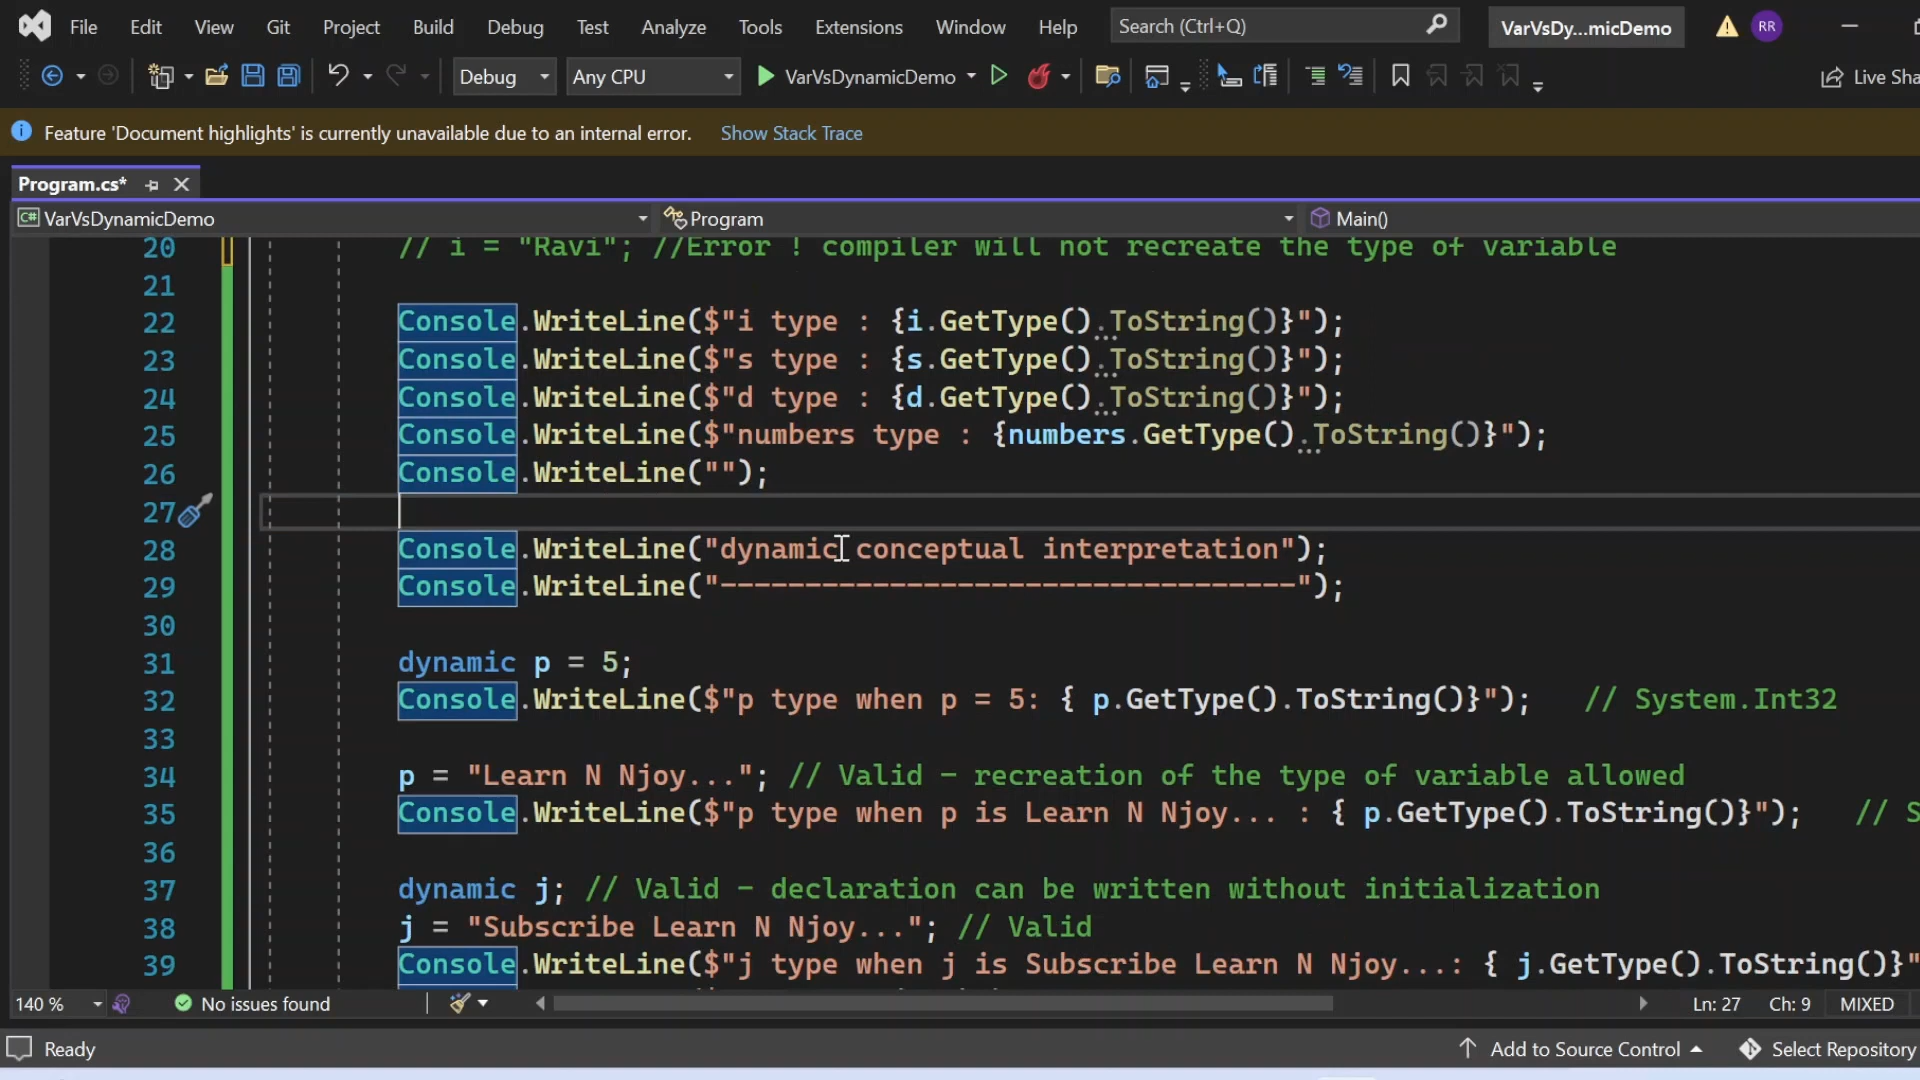 File Edit View Git Project Build Debug Test Analyze Tools Extensions Window Help Search (Ctrl+Q) VarVsDy...micDemo RR
Debug Any CPU VarVsDynamicDemo Live Sha
Feature 'Document highlights' is currently unavailable due to an internal error. Show Stack Trace
Program.cs*
C# VarVsDynamicDemo Program Main()
20 // i = "Ravi"; //Error ! compiler will not recreate the type of variable
21
22 Console.WriteLine($"i type : {i.GetType().ToString()}");
23 Console.WriteLine($"s type : {s.GetType().ToString()}");
24 Console.WriteLine($"d type : {d.GetType().ToString()}");
25 Console.WriteLine($"numbers type : {numbers.GetType().ToString()}");
26 Console.WriteLine("");
27
28 Console.WriteLine("dynamic conceptual interpretation");
29 Console.WriteLine("----------------------------------");
30
31 dynamic p = 5;
32 Console.WriteLine($"p type when p = 5: { p.GetType().ToString()}"); // System.Int32
33
34 p = "Learn N Njoy..."; // Valid - recreation of the type of variable allowed
35 Console.WriteLine($"p type when p is Learn N Njoy... : { p.GetType().ToString()}"); // S
36
37 dynamic j; // Valid - declaration can be written without initialization
38 j = "Subscribe Learn N Njoy..."; // Valid
39 Console.WriteLine($"j type when j is Subscribe Learn N Njoy...: { j.GetType().ToString()}"
140 % No issues found Ln: 27 Ch: 9 MIXED
Ready Add to Source Control Select Repository